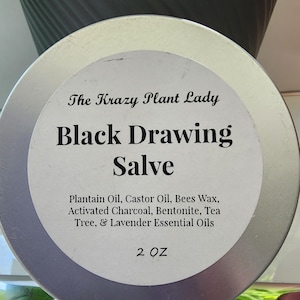 The Krazy Plant Lady
Black Drawing
Salve
Plantain Oil, Castor Oil, Bees Wax,
Activated Charcoal, Bentonite, Tea
Tree, & Lavender Essential Oils
2 OZ